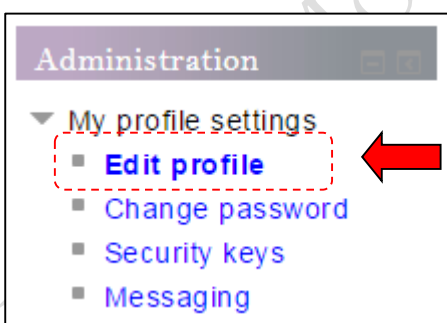 Administration
My profile settings
Edit profile
Change password
Security keys
Messaging